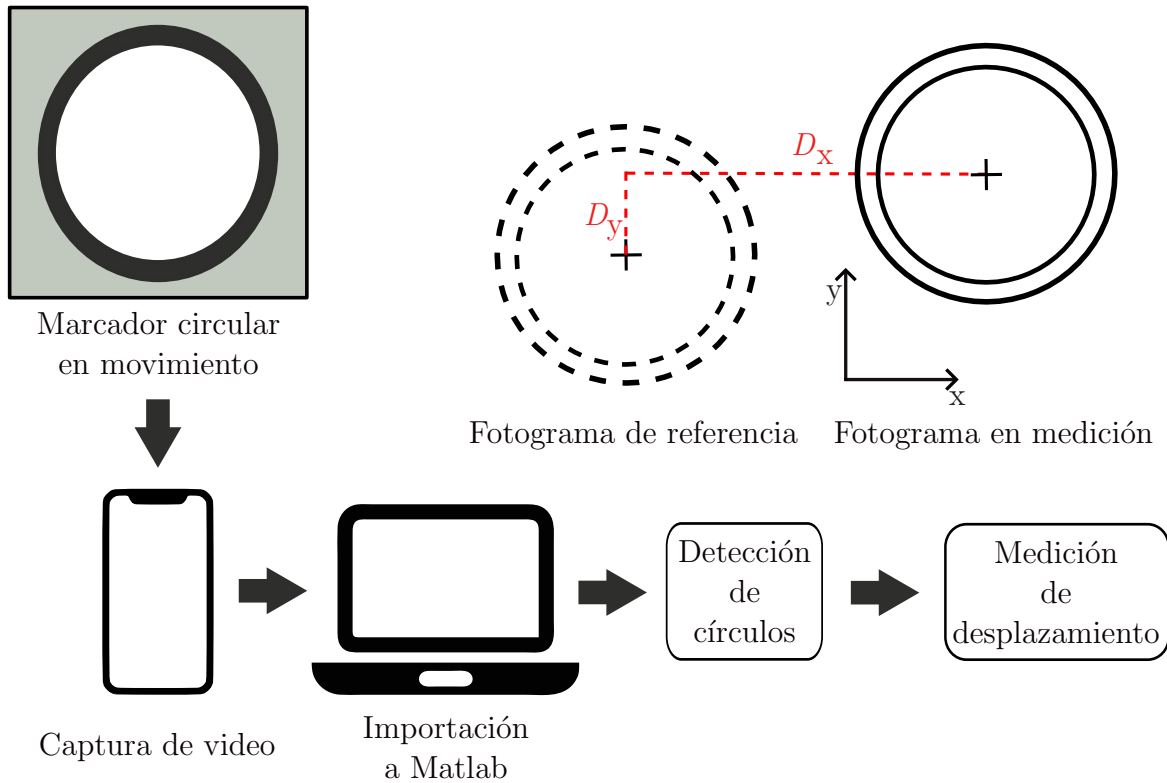 Marcador circular
en movimiento
D_x
D_y
y
x
Fotograma de referencia
Fotograma en medición
Captura de video
Importación
a Matlab
Detección
de
círculos
Medición
de
desplazamiento